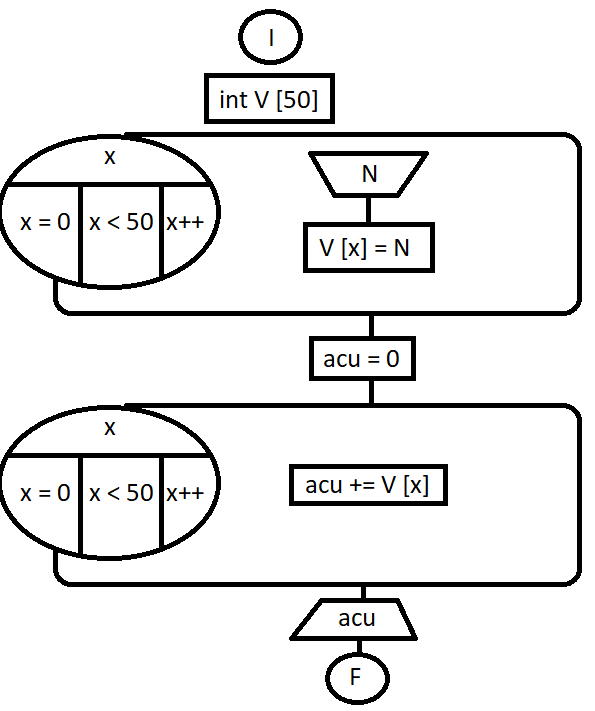 I
int V [50]
x
x = 0 x < 50 x++
N
V [x] = N
acu = 0
x
x = 0 x < 50 x++
acu += V [x]
acu
F